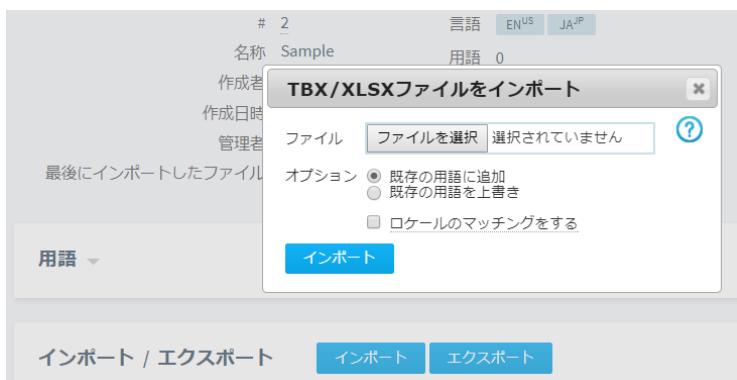 # 2 言語 EN US JA JP
名称 Sample 用語 0
作成者
作成日時
管理者
最後にインポートしたファイル
TBX/XLSXファイルをインポート ×
ファイル ファイルを選択 選択されていません ?
オプション 既存の用語に追加
既存の用語を上書き
ロケールのマッチングをする
インポート
用語
インポート / エクスポート インポート エクスポート